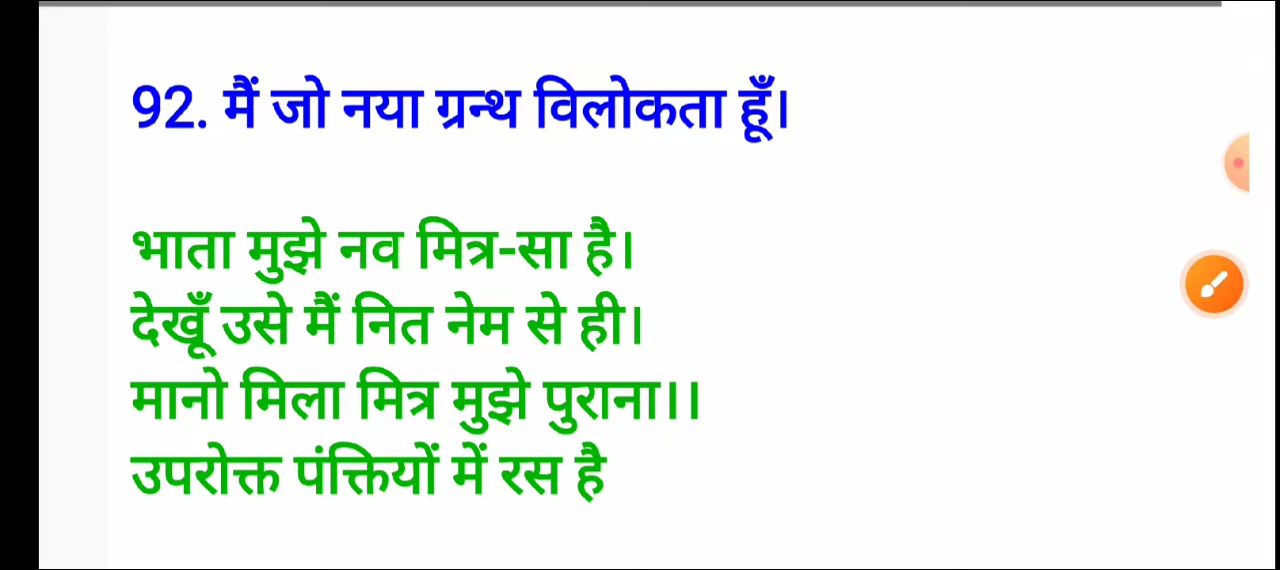 92. मैं जो नया ग्रन्थ विलोकता हूँ।
भाता मुझे नव मित्र-सा है।
देखूँ उसे मैं नित नेम से ही।
मानो मिला मित्र मुझे पुराना।।
उपरोक्त पंक्तियों में रस है